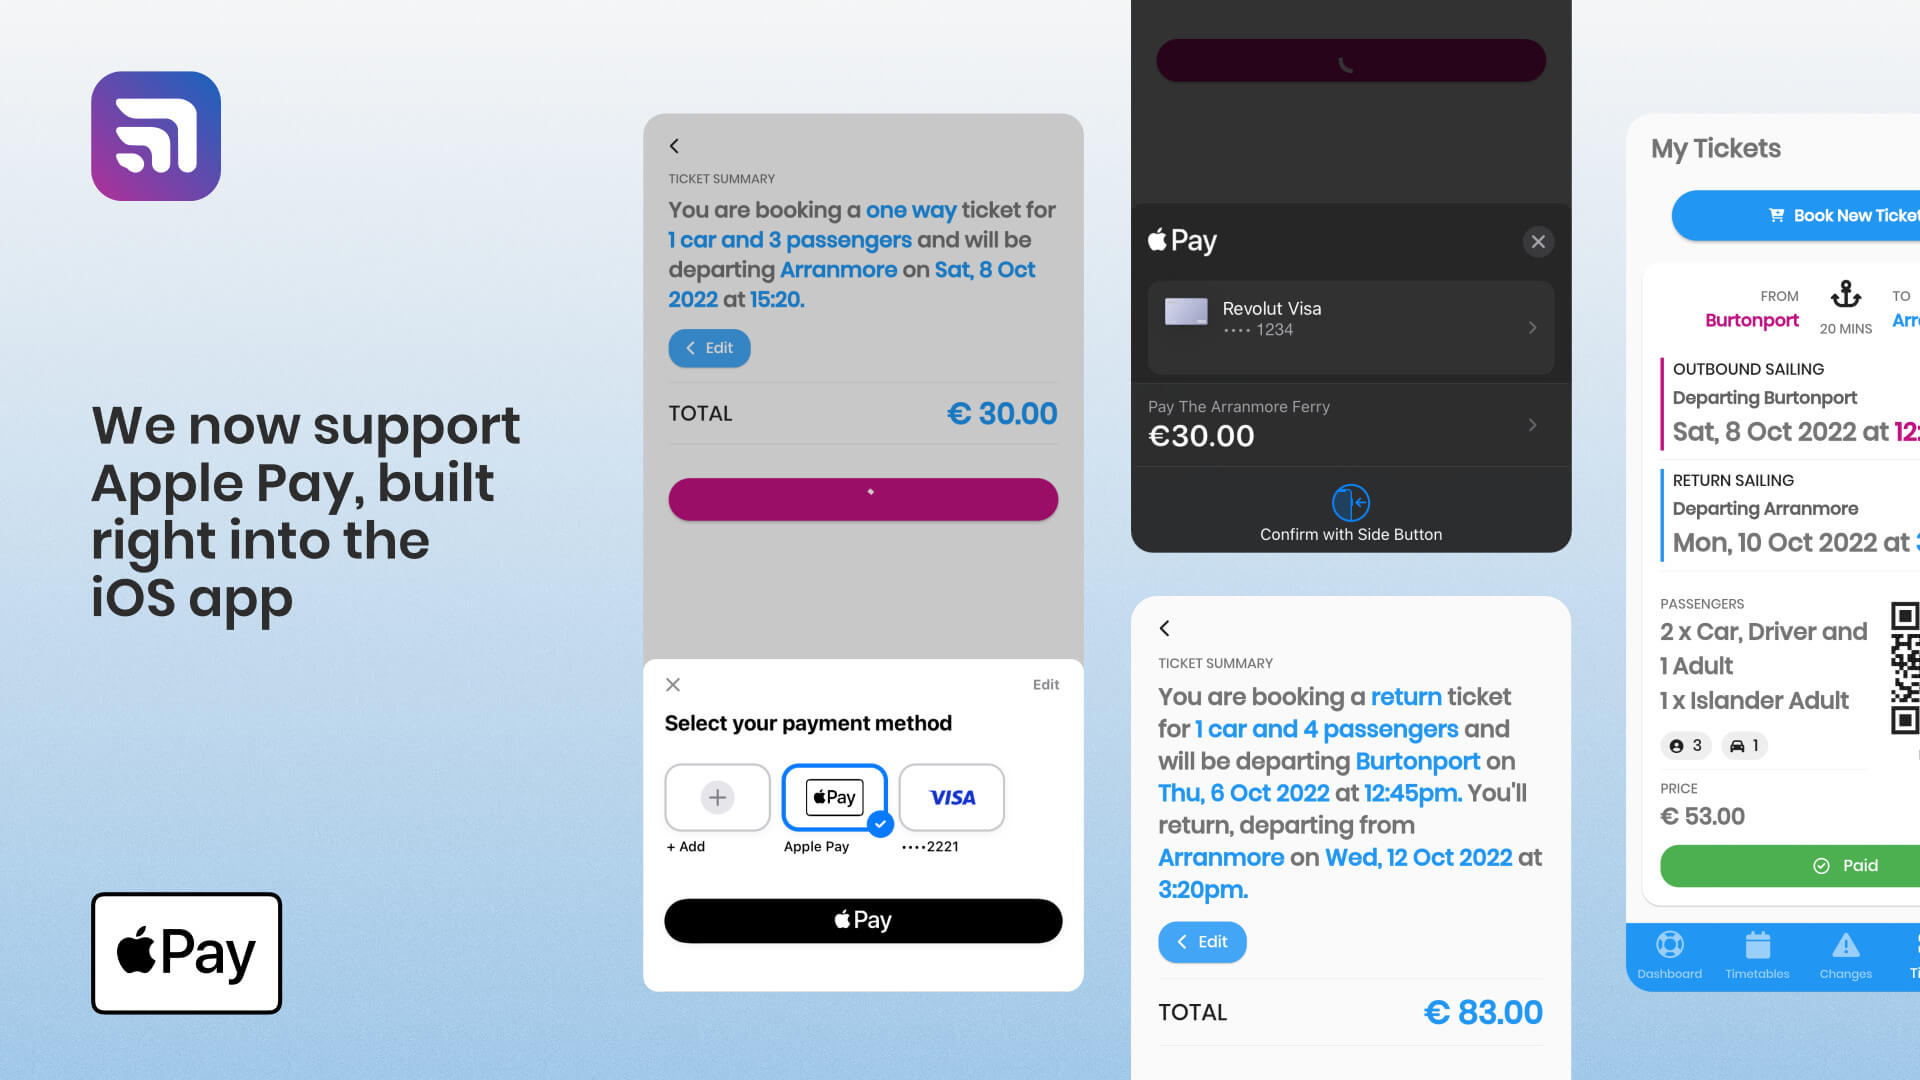 We now support
Apple Pay, built
right into the
iOS app
Pay
TICKET SUMMARY
You are booking a one way ticket for
1 car and 3 passengers and will be
departing Arranmore on Sat, 8 Oct
2022 at 15:20.
Edit
TOTAL € 30.00
Edit
Select your payment method
Pay VISA
+ Add Apple Pay ····2221
Pay
Pay
Revolut Visa
···· 1234
Pay The Arranmore Ferry
€30.00
Confirm with Side Button
TICKET SUMMARY
You are booking a return ticket
for 1 car and 4 passengers and
will be departing Burtonport on
Thu, 6 Oct 2022 at 12:45pm. You'll
return, departing from
Arranmore on Wed, 12 Oct 2022 at
3:20pm.
Edit
TOTAL € 83.00
My Tickets
Book New
FROM TO
Burtonport
20 MINS
OUTBOUND SAILING
Departing Burtonport
Sat, 8 Oct 2022 at
RETURN SAILING
Departing Arranmore
Mon, 10 Oct 2022 at
PASSENGERS
2 x Car, Driver and
1 Adult
1 x Islander Adult
3 1
PRICE
€ 53.00
Paid
Dashboard Timetables Changes